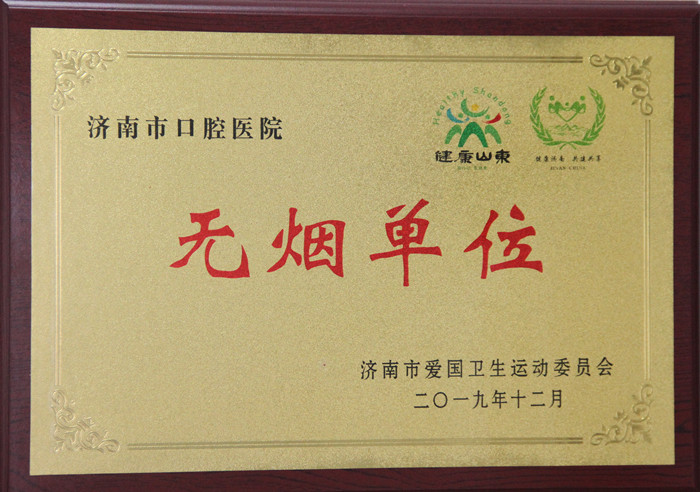 济南市口腔医院
Healthy Shandong
健康山東
健康济南 共建共享
无烟单位
济南市爱国卫生运动委员会
二〇一九年十二月